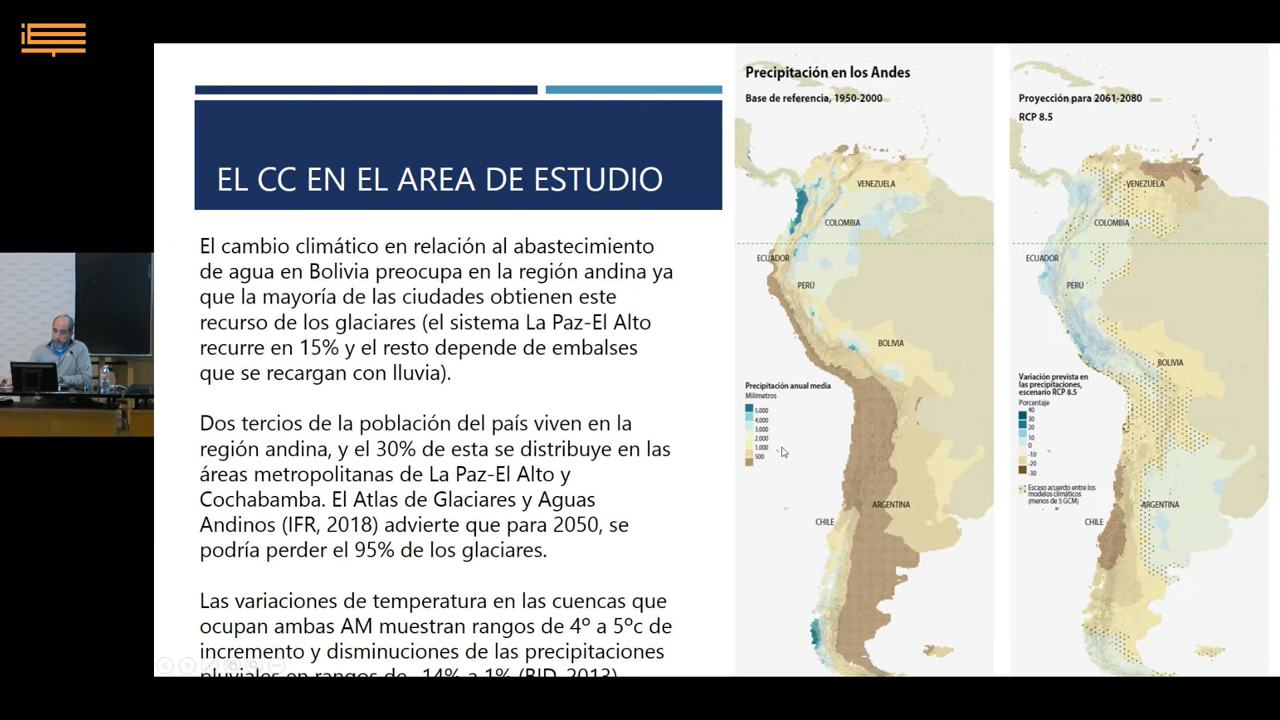 EL CC EN EL AREA DE ESTUDIO
El cambio climático en relación al abastecimiento
de agua en Bolivia preocupa en la región andina ya
que la mayoría de las ciudades obtienen este
recurso de los glaciares (el sistema La Paz-El Alto
recurre en 15% y el resto depende de embalses
que se recargan con lluvia).
Dos tercios de la población del país viven en la
región andina, y el 30% de esta se distribuye en las
áreas metropolitanas de La Paz-El Alto y
Cochabamba. El Atlas de Glaciares y Aguas
Andinos (IFR, 2018) advierte que para 2050, se
podría perder el 95% de los glaciares.
Las variaciones de temperatura en las cuencas que
ocupan ambas AM muestran rangos de 4º a 5ºc de
incremento y disminuciones de las precipitaciones
pluviales en rangos de -14% a 1% (BID, 2013)
Precipitación en los Andes
Base de referencia, 1950-2000
VENEZUELA
COLOMBIA
ECUADOR
PERÚ
BOLIVIA
Precipitación anual media
Milímetros
5,000
4,000
3,000
2,000
1,000
500
ARGENTINA
CHILE
Proyección para 2061-2080
RCP 8.5
VENEZUELA
COLOMBIA
ECUADOR
PERÚ
BOLIVIA
Variación prevista en
las precipitaciones,
escenario RCP 8.5
Porcentaje
40
30
20
10
0
-10
-20
-30
Escaso acuerdo entre los
modelos climáticos
(menos de 5 GCM)
ARGENTINA
CHILE